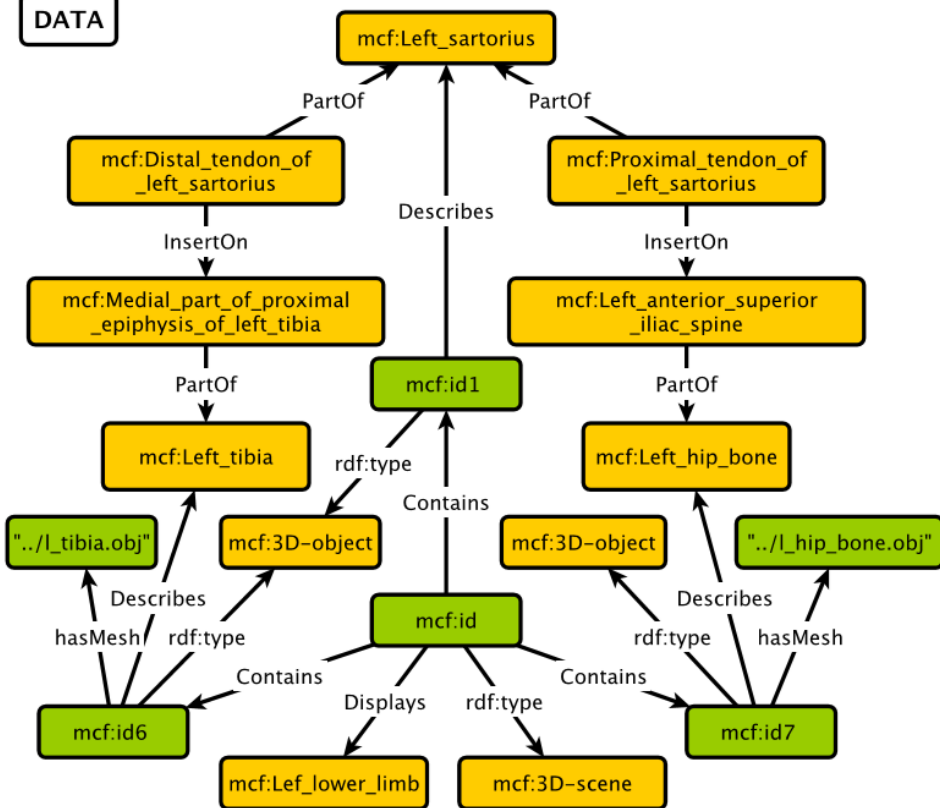 DATA
mcf:Left_sartorius
PartOf
PartOf
mcf:Distal_tendon_of
_left_sartorius
mcf:Proximal_tendon_of
_left_sartorius
Describes
InsertOn
InsertOn
mcf:Medial_part_of_proximal
_epiphysis_of_left_tibia
mcf:Left_anterior_superior
_iliac_spine
PartOf
mcf:id1
PartOf
mcf:Left_tibia
rdf:type
mcf:Left_hip_bone
Contains
"../l_tibia.obj"
mcf:3D-object
mcf:3D-object
"../l_hip_bone.obj"
Describes
hasMesh
rdf:type
mcf:id
Describes
rdf:type
hasMesh
Contains
Displays
rdf:type
Contains
mcf:id6
mcf:id7
mcf:Lef_lower_limb
mcf:3D-scene